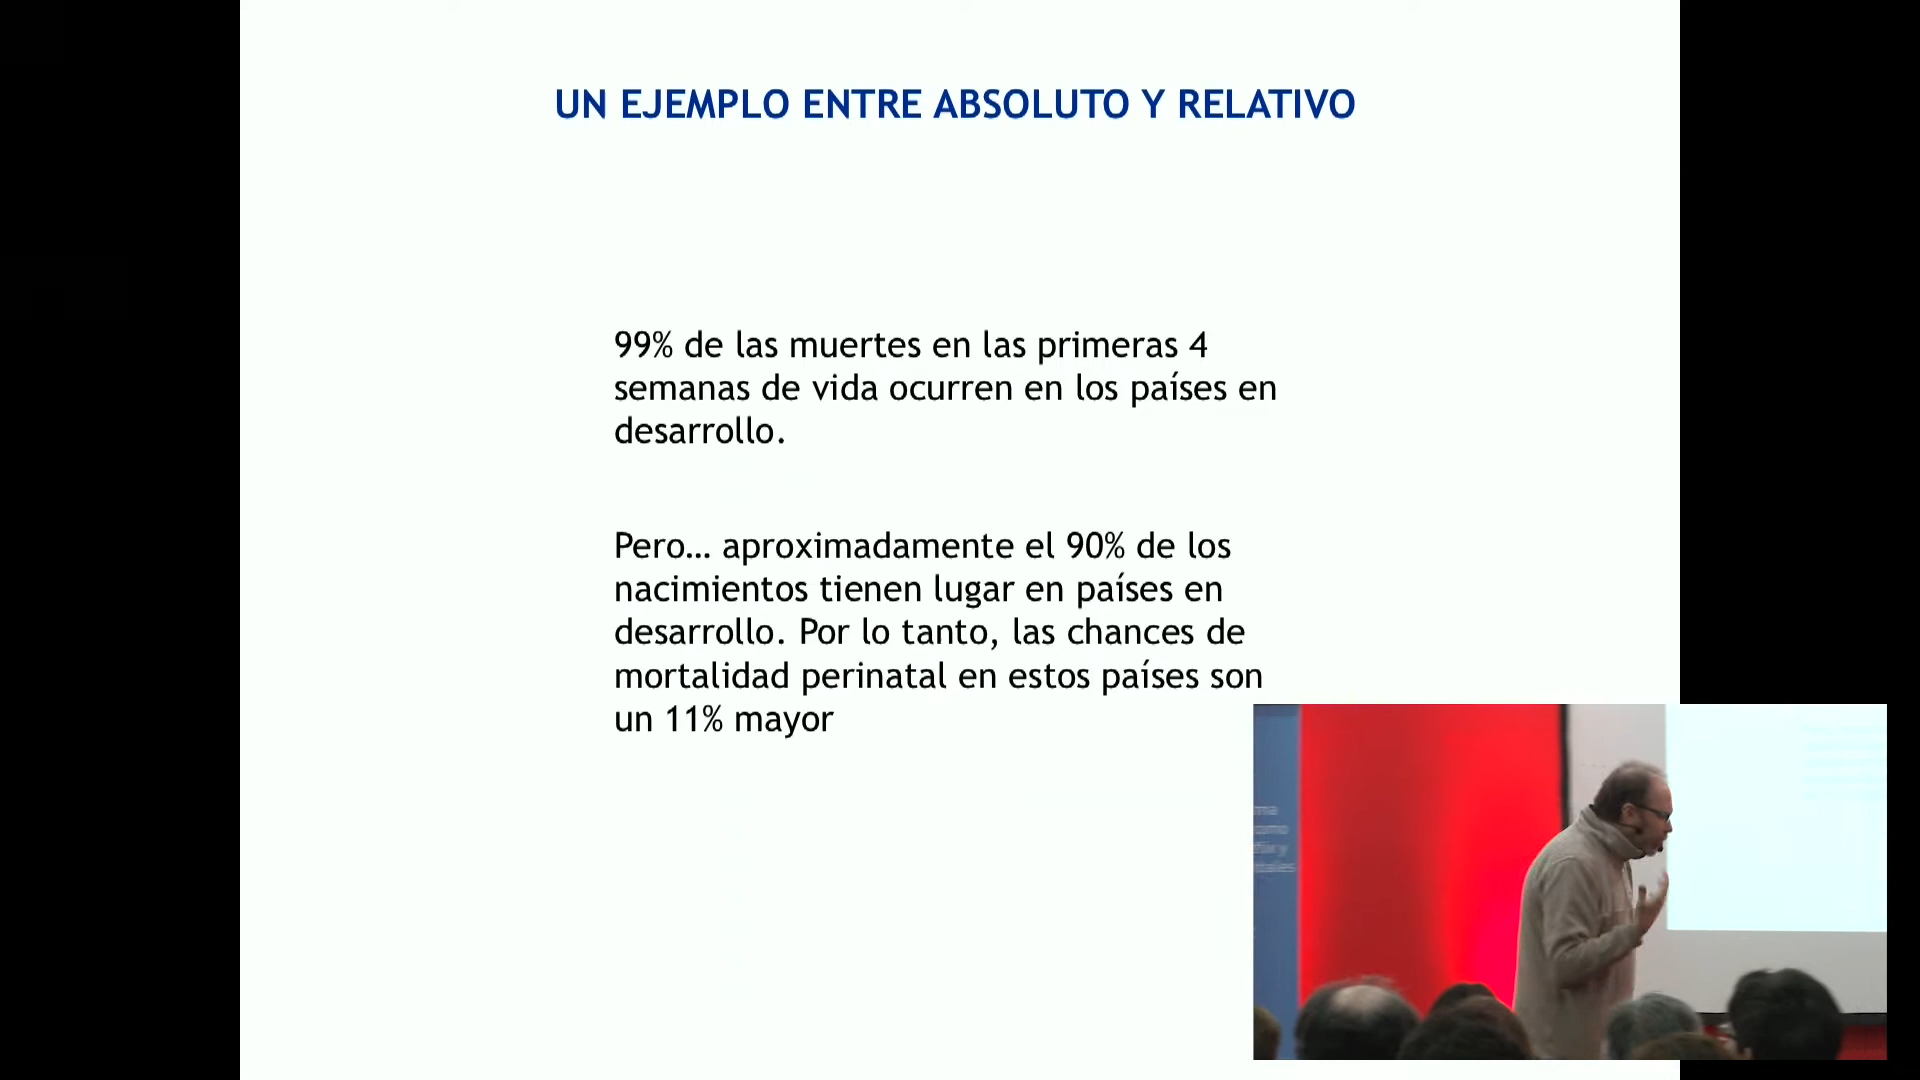 UN EJEMPLO ENTRE ABSOLUTO Y RELATIVO
99% de las muertes en las primeras 4
semanas de vida ocurren en los países en
desarrollo.
Pero... aproximadamente el 90% de los
nacimientos tienen lugar en países en
desarrollo. Por lo tanto, las chances de
mortalidad perinatal en estos países son
un 11% mayor